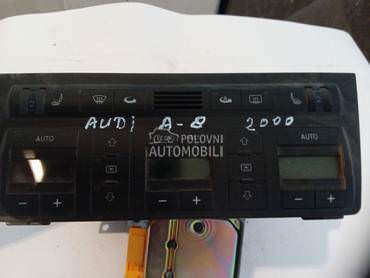 AUDi A-8 2000
AUTO
AUTO
POLOVNI
AUTOMOBILI
− + − + − +